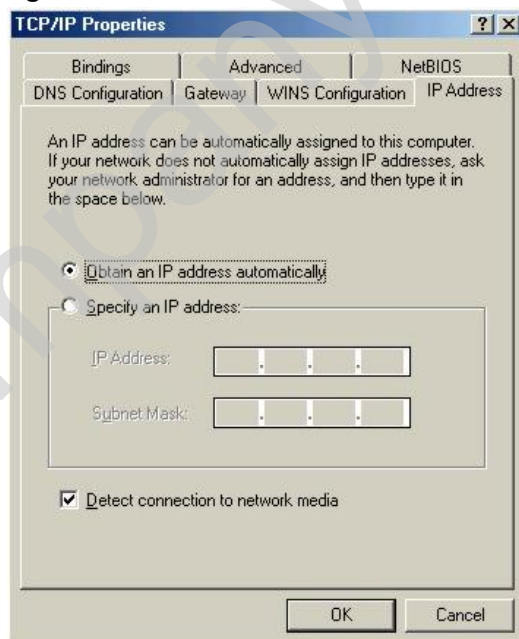 TCP/IP Properties
Bindings Advanced NetBIOS
DNS Configuration Gateway WINS Configuration IP Address
An IP address can be automatically assigned to this computer.
If your network does not automatically assign IP addresses, ask
your network administrator for an address, and then type it in
the space below.
Obtain an IP address automatically
Specify an IP address:
IP Address:
Subnet Mask:
Detect connection to network media
OK Cancel